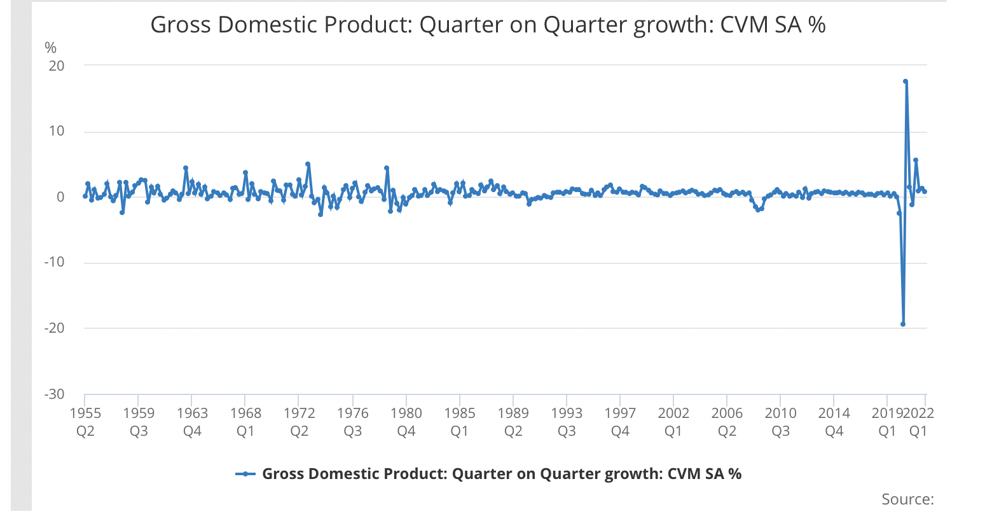 Gross Domestic Product: Quarter on Quarter growth: CVM SA %
%
20
10
0
-10
-20
-30
1955 1959 1963 1968 1972 1976 1980 1985 1989 1993 1997 2002 2006 2010 2014 2019 2022
Q2 Q3 Q4 Q1 Q2 Q3 Q4 Q1 Q2 Q3 Q4 Q1 Q2 Q3 Q4 Q1 Q1
Gross Domestic Product: Quarter on Quarter growth: CVM SA %
Source: